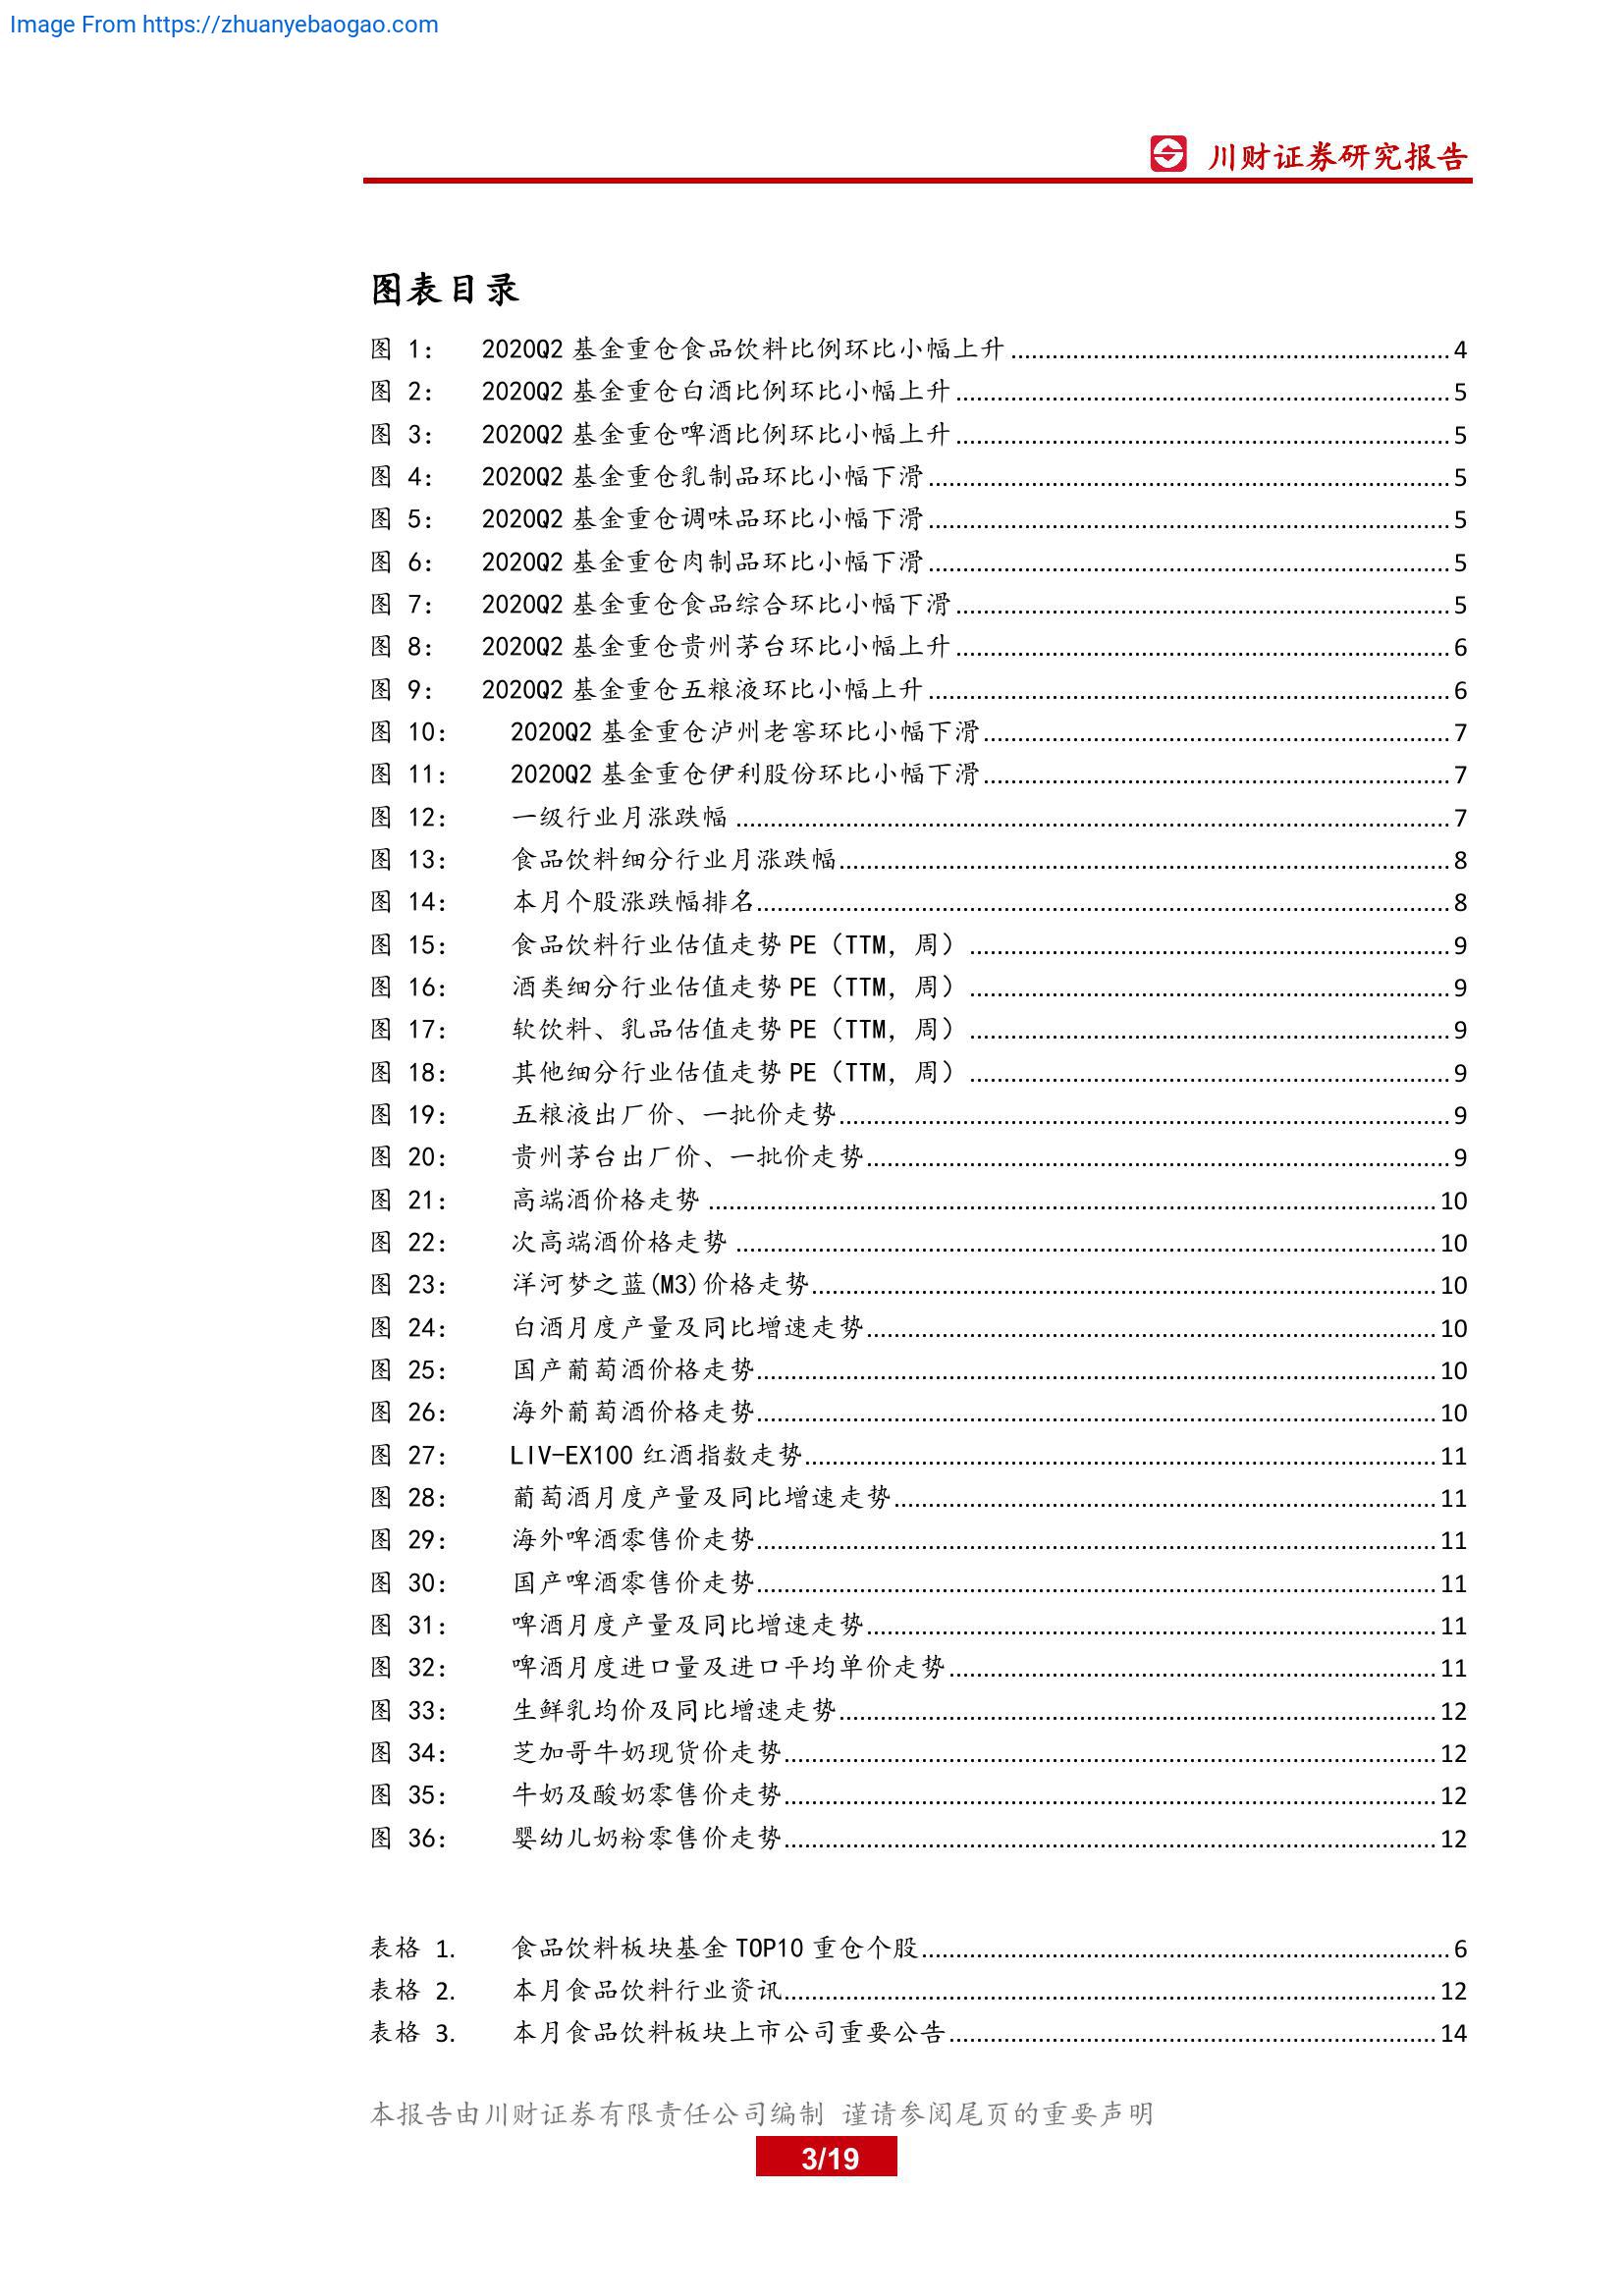 Image From https://zhuanyebaogao.com
川财证券研究报告
图表目录
图 1： 2020Q2 基金重仓食品饮料比例环比小幅上升 4
图 2： 2020Q2 基金重仓白酒比例环比小幅上升 5
图 3： 2020Q2 基金重仓啤酒比例环比小幅上升 5
图 4： 2020Q2 基金重仓乳制品环比小幅下滑 5
图 5： 2020Q2 基金重仓调味品环比小幅下滑 5
图 6： 2020Q2 基金重仓肉制品环比小幅下滑 5
图 7： 2020Q2 基金重仓食品综合环比小幅下滑 5
图 8： 2020Q2 基金重仓贵州茅台环比小幅上升 6
图 9： 2020Q2 基金重仓五粮液环比小幅上升 6
图 10： 2020Q2 基金重仓泸州老窖环比小幅下滑 7
图 11： 2020Q2 基金重仓伊利股份环比小幅下滑 7
图 12： 一级行业月涨跌幅 7
图 13： 食品饮料细分行业月涨跌幅 8
图 14： 本月个股涨跌幅排名 8
图 15： 食品饮料行业估值走势 PE（TTM，周） 9
图 16： 酒类细分行业估值走势 PE（TTM，周） 9
图 17： 软饮料、乳品估值走势 PE（TTM，周） 9
图 18： 其他细分行业估值走势 PE（TTM，周） 9
图 19： 五粮液出厂价、一批价走势 9
图 20： 贵州茅台出厂价、一批价走势 9
图 21： 高端酒价格走势 10
图 22： 次高端酒价格走势 10
图 23： 洋河梦之蓝(M3)价格走势 10
图 24： 白酒月度产量及同比增速走势 10
图 25： 国产葡萄酒价格走势 10
图 26： 海外葡萄酒价格走势 10
图 27： LIV-EX100 红酒指数走势 11
图 28： 葡萄酒月度产量及同比增速走势 11
图 29： 海外啤酒零售价走势 11
图 30： 国产啤酒零售价走势 11
图 31： 啤酒月度产量及同比增速走势 11
图 32： 啤酒月度进口量及进口平均单价走势 11
图 33： 生鲜乳均价及同比增速走势 12
图 34： 芝加哥牛奶现货价走势 12
图 35： 牛奶及酸奶零售价走势 12
图 36： 婴幼儿奶粉零售价走势 12
表格 1. 食品饮料板块基金 TOP10 重仓个股 6
表格 2. 本月食品饮料行业资讯 12
表格 3. 本月食品饮料板块上市公司重要公告 14
本报告由川财证券有限责任公司编制 谨请参阅尾页的重要声明
3/19